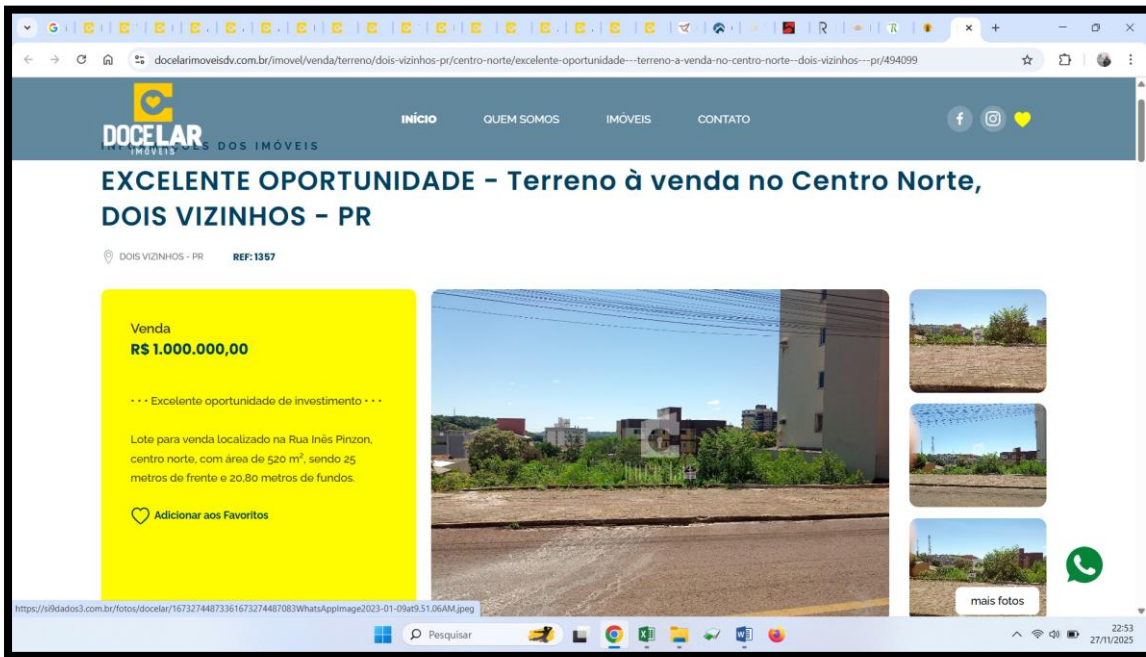 docelarimoveisdv.com.br/imovel/venda/terreno/dois-vizinhos-pr/centro-norte/excelente-oportunidade---terreno-a-venda-no-centro-norte--dois-vizinhos---pr/494099
DOCELAR
IMÓVEIS
INÍCIO QUEM SOMOS IMÓVEIS CONTATO
DOS IMÓVEIS
EXCELENTE OPORTUNIDADE - Terreno à venda no Centro Norte,
DOIS VIZINHOS - PR
DOIS VIZINHOS - PR REF: 1357
Venda
R$ 1.000.000,00
• • • Excelente oportunidade de investimento • • •
Lote para venda localizado na Rua Inês Pinzon,
centro norte, com área de 520 m², sendo 25
metros de frente e 20,80 metros de fundos.
Adicionar aos Favoritos
DOCELAR
mais fotos
https://si9dados3.com.br/fotos/docelar/16732744873361673274487083WhatsAppImage2023-01-09at9.51.06AM.jpeg
Pesquisar
22:53
27/11/2025